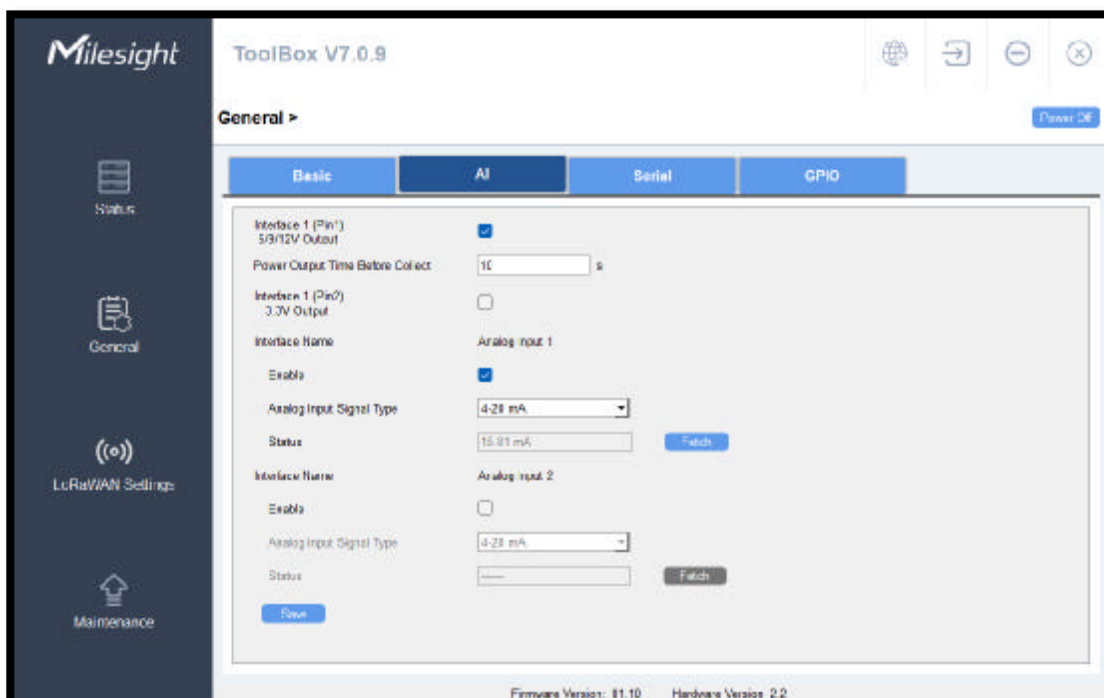 Milesight
ToolBox V7.0.9
General >
Power Off
Basic
AI
Serial
GPIO
Status
General
LoRaWAN Settings
Maintenance
Interface 1 (Pin1)
5/9/12V Output
Power Output Time Before Collect
10
s
Interface 1 (Pin2)
3.3V Output
Interface Name
Analog Input 1
Enable
Analog Input Signal Type
4-20 mA
Status
15.81 mA
Fetch
Interface Name
Analog Input 2
Enable
Analog Input Signal Type
4-20 mA
Status
-----
Fetch
Save
Firmware Version: 01.10
Hardware Version 2.2